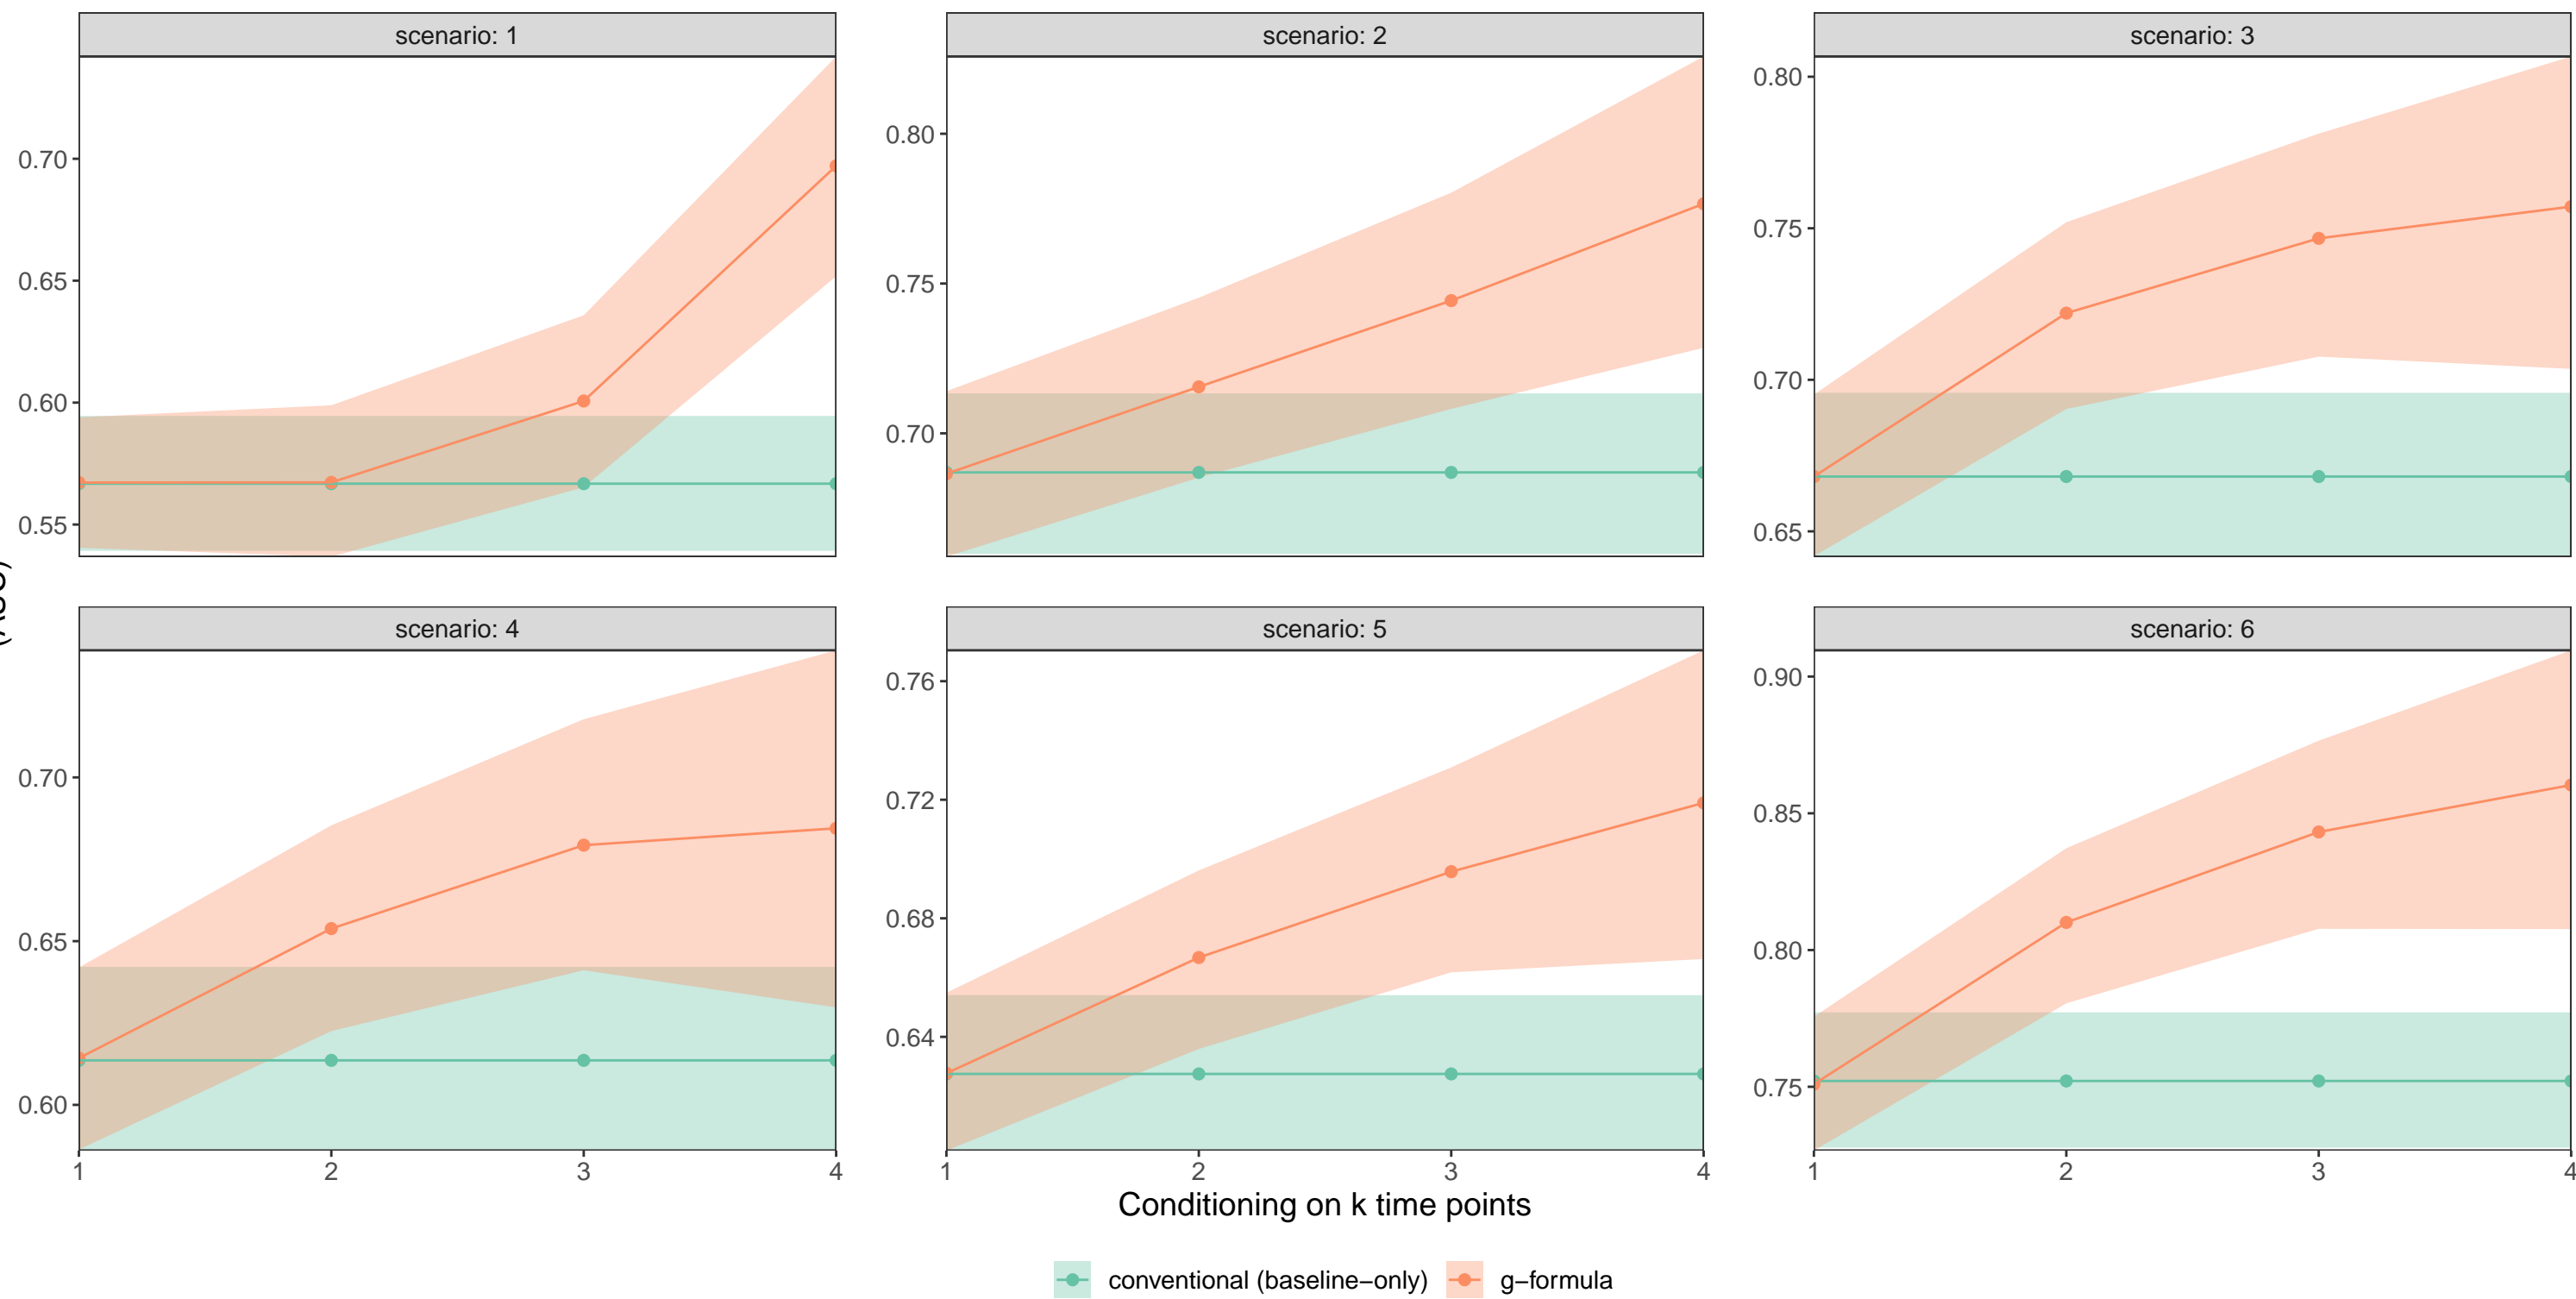 scenario: 1
scenario: 2
scenario: 3
0.70
0.65
0.60
0.55
0.80
0.75
0.70
0.80
0.75
0.70
0.65
scenario: 4
scenario: 5
scenario: 6
0.70
0.65
0.60
0.76
0.72
0.68
0.64
0.90
0.85
0.80
0.75
1 2 3 4
1 2 3 4
1 2 3 4
Conditioning on k time points
conventional (baseline−only)
g−formula